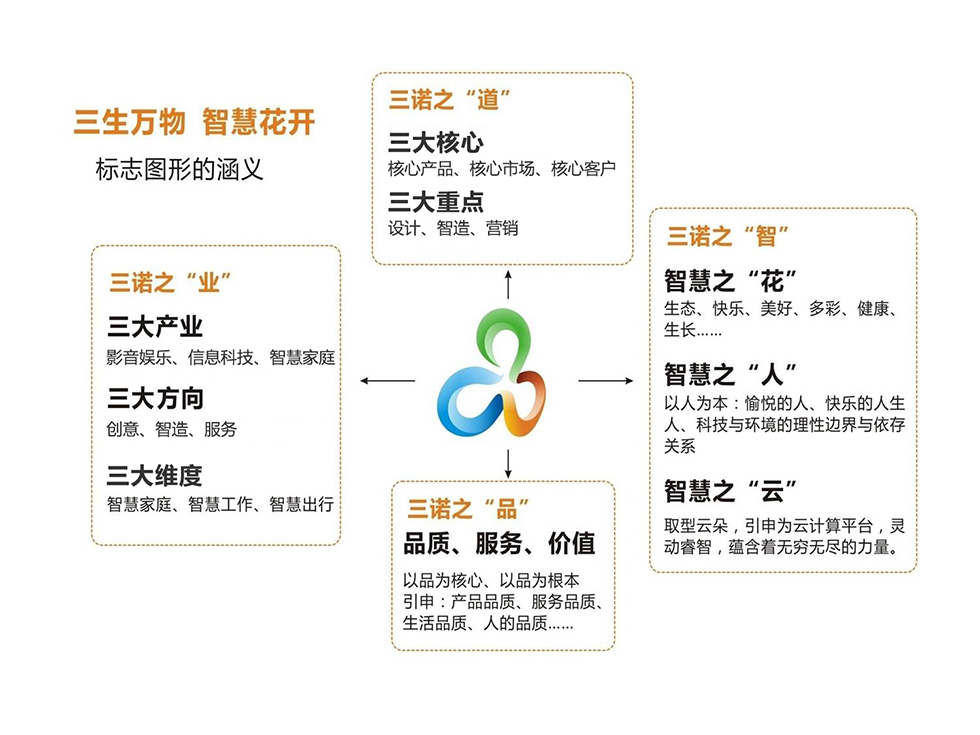 三生万物 智慧花开
标志图形的涵义
三诺之“道”
三大核心
核心产品、核心市场、核心客户
三大重点
设计、智造、营销
三诺之“业”
三大产业
影音娱乐、信息科技、智慧家庭
三大方向
创意、智造、服务
三大维度
智慧家庭、智慧工作、智慧出行
三诺之“智”
智慧之“花”
生态、快乐、美好、多彩、健康、
生长......
智慧之“人”
以人为本：愉悦的人、快乐的人生
人、科技与环境的理性边界与依存
关系
智慧之“云”
取型云朵，引申为云计算平台，灵
动睿智，蕴含着无穷无尽的力量。
三诺之“品”
品质、服务、价值
以品为核心、以品为根本
引申：产品品质、服务品质、
生活品质、人的品质......